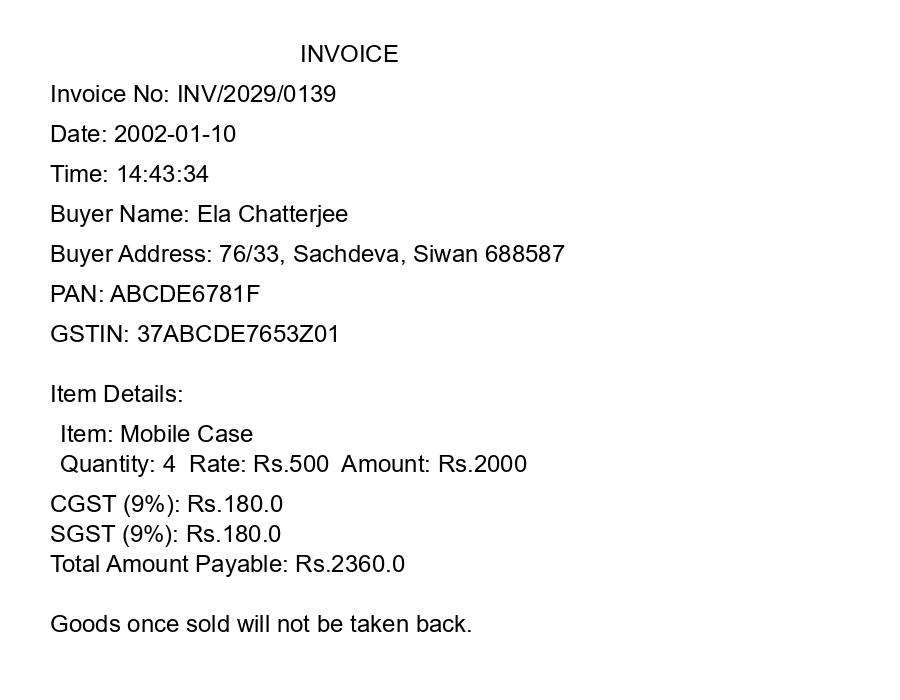 INVOICE
Invoice No: INV/2029/0139
Date: 2002-01-10
Time: 14:43:34
Buyer Name: Ela Chatterjee
Buyer Address: 76/33, Sachdeva, Siwan 688587
PAN: ABCDE6781F
GSTIN: 37ABCDE7653Z01
Item Details:
Item: Mobile Case
Quantity: 4 Rate: Rs.500 Amount: Rs.2000
CGST (9%): Rs.180.0
SGST (9%): Rs.180.0
Total Amount Payable: Rs.2360.0
Goods once sold will not be taken back.